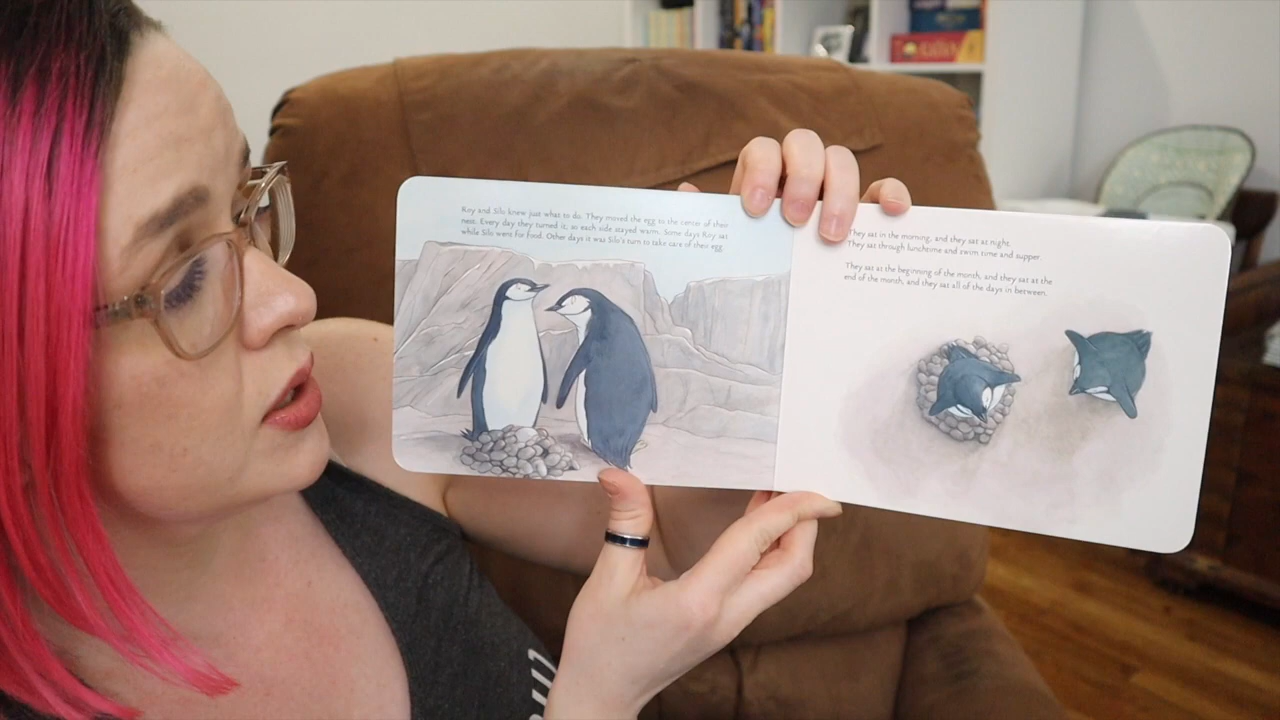 Roy and Silo knew just what to do. They moved the egg to the center of their
nest. Every day they turned it, so each side stayed warm. Some days Roy sat
while Silo went for food. Other days it was Silo's turn to take care of their egg.
They sat in the morning, and they sat at night.
They sat through lunchtime and swim time and supper.
They sat at the beginning of the month, and they sat at the
end of the month, and they sat all of the days in between.